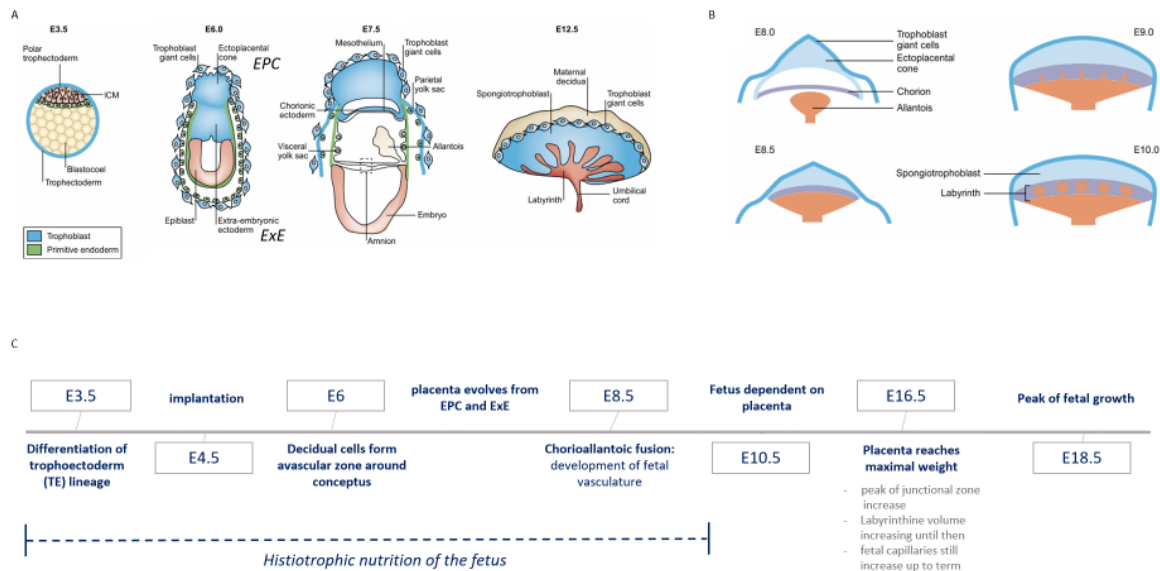 A
E3.5
Polar
trophectoderm
ICM
Blastocoel
Trophectoderm
Trophoblast
Primitive endoderm
E6.0
Trophoblast
giant cells
Ectoplacental
cone
EPC
Epiblast
Extra-embryonic
ectoderm
ExE
E7.5
Mesothelium
Trophoblast
giant cells
Parietal
yolk sac
Chorionic
ectoderm
Visceral
yolk sac
Allantois
Embryo
Amnion
E12.5
Maternal
decidua
Spongiotrophoblast
Trophoblast
giant cells
Labyrinth
Umbilical
cord
B
E8.0
Trophoblast
giant cells
Ectoplacental
cone
Chorion
Allantois
E9.0
E8.5
Spongiotrophoblast
Labyrinth
E10.0
C
E3.5
implantation
E6
placenta evolves from
EPC and ExE
E8.5
Fetus dependent on
placenta
E16.5
Peak of fetal growth
Differentiation of
trophoectoderm
(TE) lineage
E4.5
Decidual cells form
avascular zone around
conceptus
Chorioallantoic fusion:
development of fetal
vasculature
E10.5
Placenta reaches
maximal weight
- peak of junctional zone
increase
- Labyrinthine volume
increasing until then
- fetal capillaries still
increase up to term
E18.5
Histiotrophic nutrition of the fetus